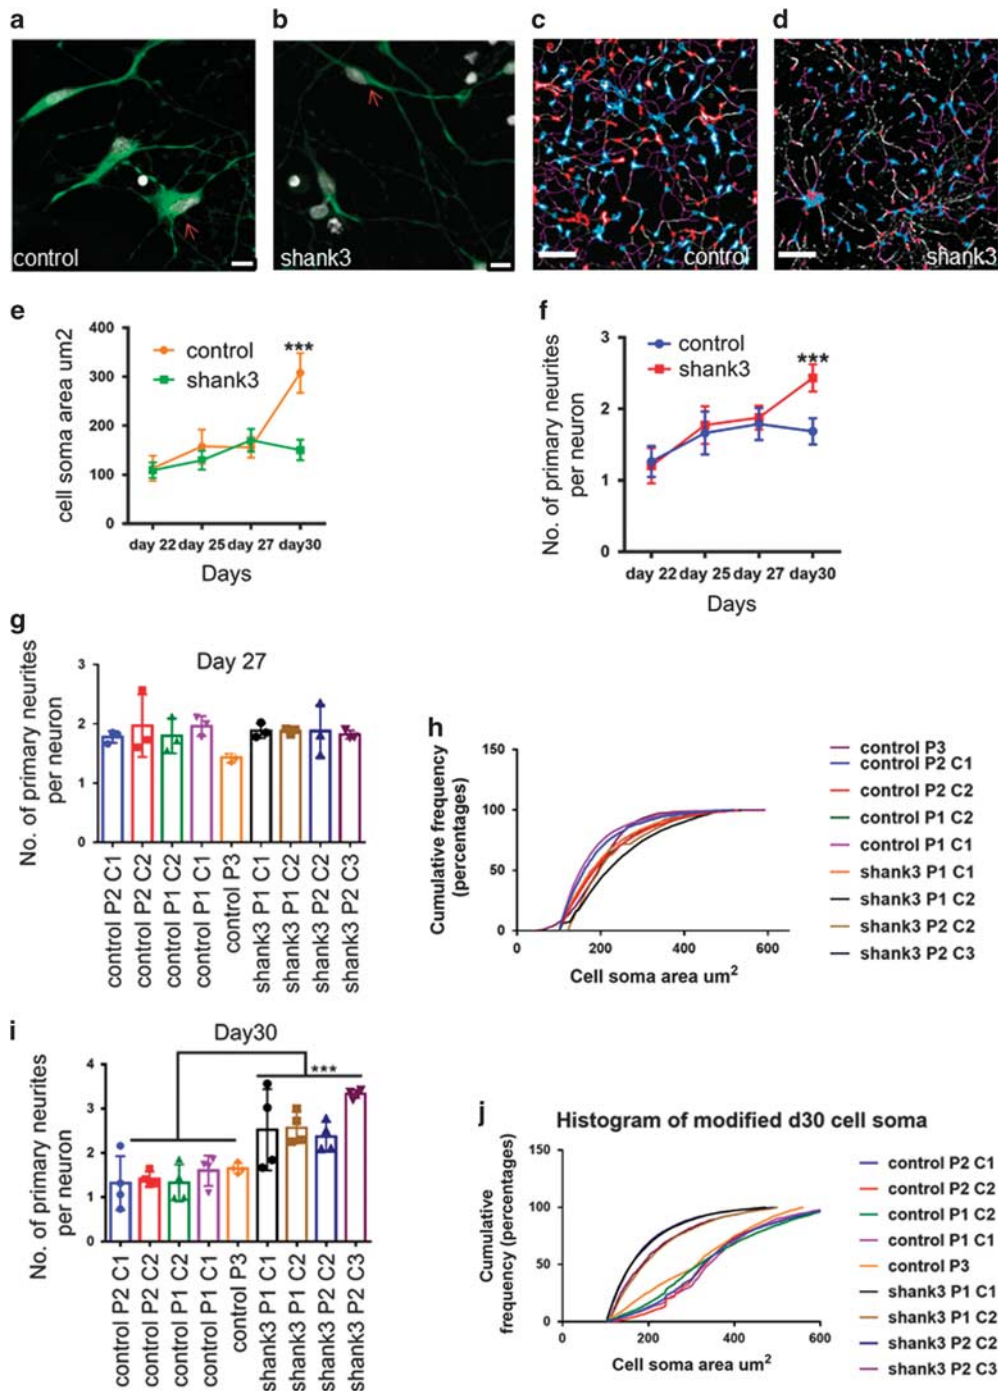 a
b
c
d
control
shank3
control
shank3
e
cell soma area um2
400
300
200
100
0
control
shank3
***
day 22 day 25 day 27 day30
Days
f
No. of primary neurites
per neuron
3
2
1
0
control
shank3
***
day 22 day 25 day 27 day30
Days
g
Day 27
No. of primary neurites
per neuron
3
2
1
0
control P2 C1
control P2 C2
control P1 C2
control P1 C1
control P3
shank3 P1 C1
shank3 P1 C2
shank3 P2 C2
shank3 P2 C3
h
Cumulative frequency
(percentages)
150
100
50
0
0 200 400 600
Cell soma area um²
control P3
control P2 C1
control P2 C2
control P1 C2
control P1 C1
shank3 P1 C1
shank3 P1 C2
shank3 P2 C2
shank3 P2 C3
i
Day30
No. of primary neurites
per neuron
4
3
2
1
0
***
control P2 C1
control P2 C2
control P1 C2
control P1 C1
control P3
shank3 P1 C1
shank3 P1 C2
shank3 P2 C2
shank3 P2 C3
j
Histogram of modified d30 cell soma
Cumulative
frequency (percentages)
150
100
50
0
0 200 400 600
Cell soma area um²
control P2 C1
control P2 C2
control P1 C2
control P1 C1
control P3
shank3 P1 C1
shank3 P1 C2
shank3 P2 C2
shank3 P2 C3